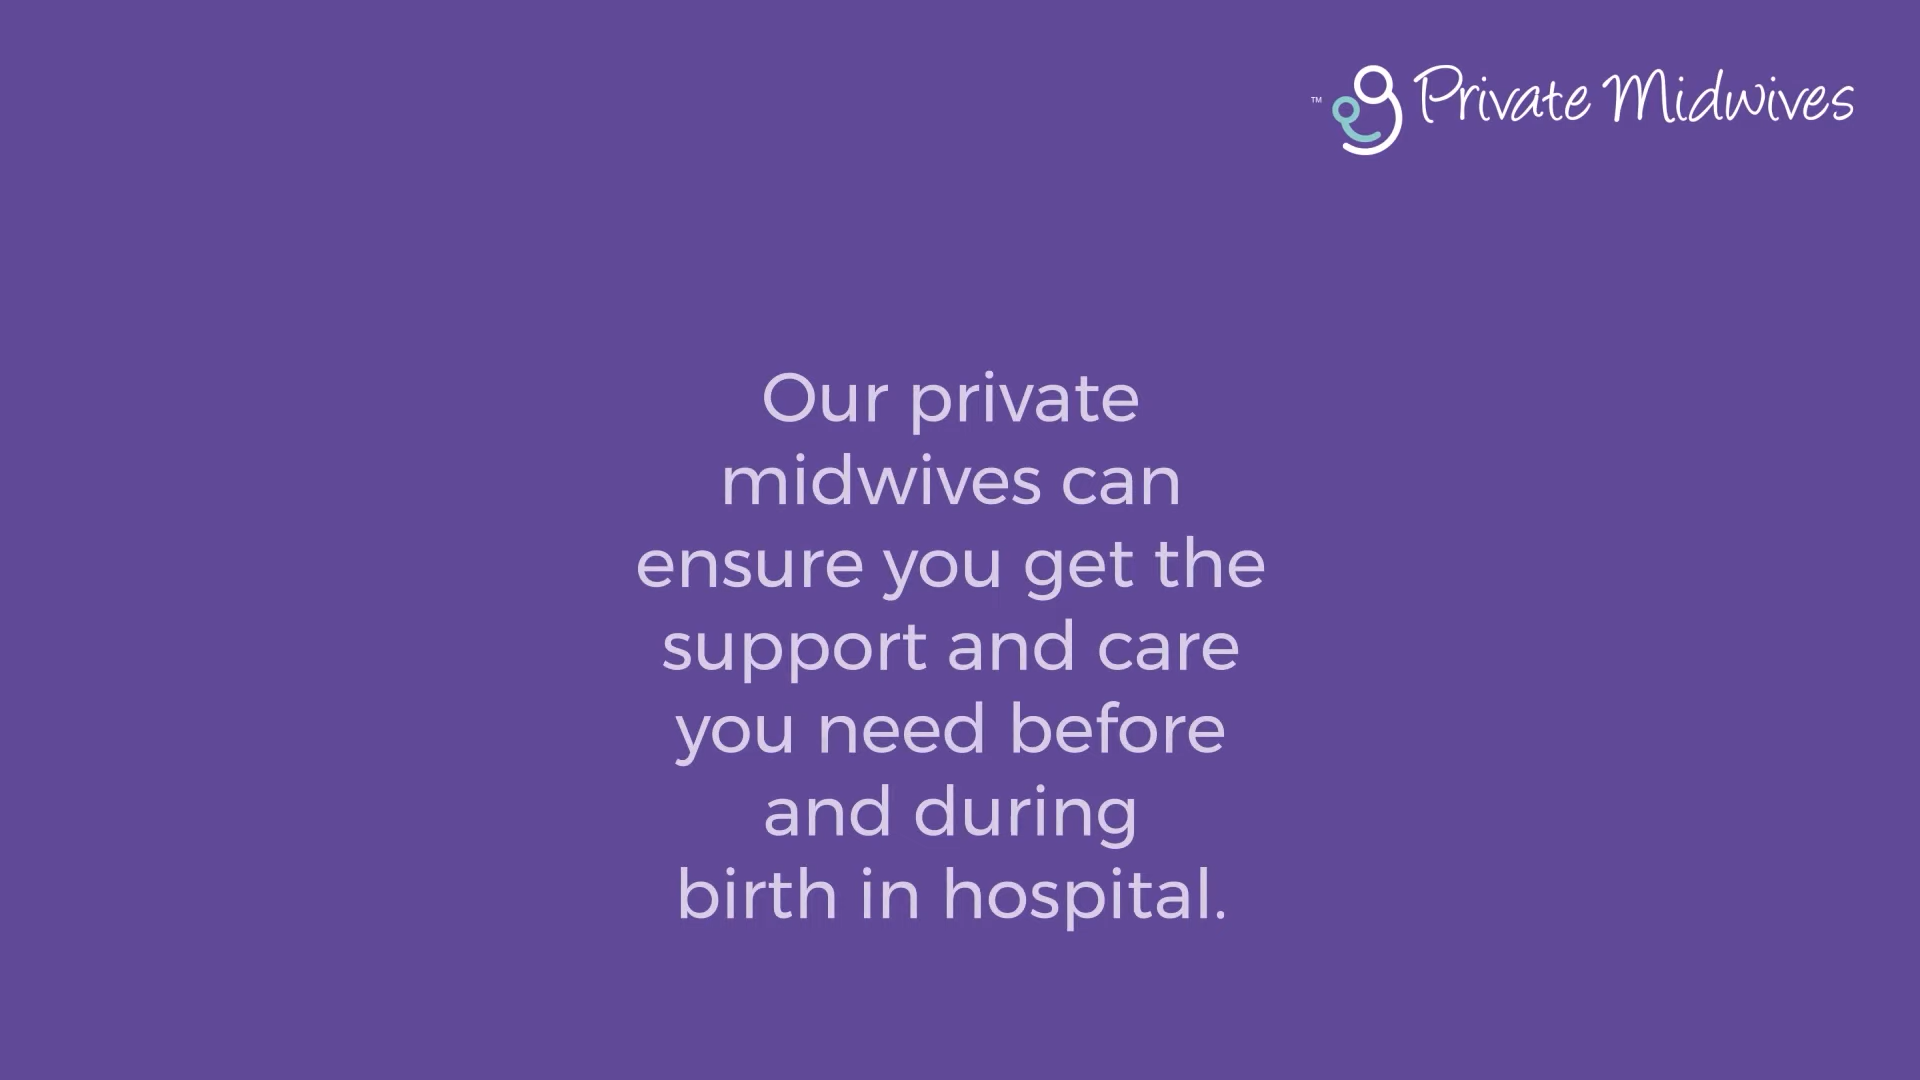 ™ Private Midwives
Our private
midwives can
ensure you get the
support and care
you need before
and during
birth in hospital.